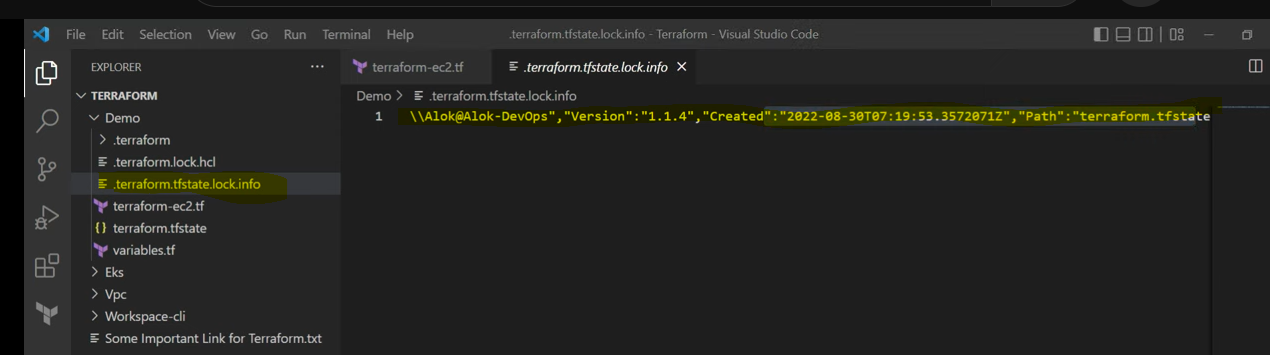 File Edit Selection View Go Run Terminal Help .terraform.tfstate.lock.info - Terraform - Visual Studio Code
EXPLORER ···
TERRAFORM
Demo
.terraform
.terraform.lock.hcl
.terraform.tfstate.lock.info
terraform-ec2.tf
{} terraform.tfstate
variables.tf
Eks
Vpc
Workspace-cli
Some Important Link for Terraform.txt
terraform-ec2.tf .terraform.tfstate.lock.info
Demo > .terraform.tfstate.lock.info
1 \\Alok@Alok-DevOps","Version":"1.1.4","Created":"2022-08-30T07:19:53.3572071Z","Path":"terraform.tfstate